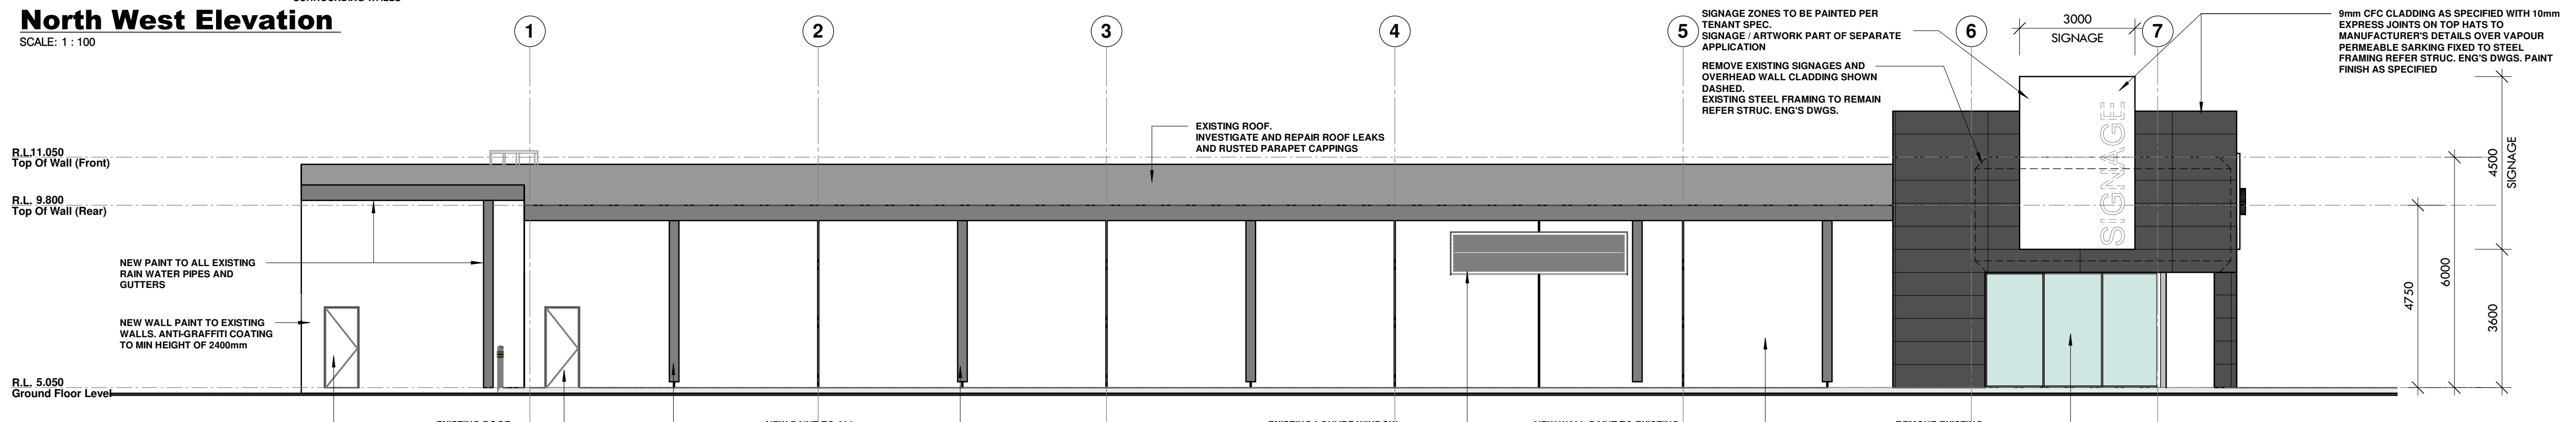 North West Elevation
SCALE: 1 : 100
1
2
3
4
5
6
7
SIGNAGE ZONES TO BE PAINTED PER
TENANT SPEC.
SIGNAGE / ARTWORK PART OF SEPARATE
APPLICATION
REMOVE EXISTING SIGNAGES AND
OVERHEAD WALL CLADDING SHOWN
DASHED.
EXISTING STEEL FRAMING TO REMAIN
REFER STRUC. ENG'S DWGS.
3000
SIGNAGE
9mm CFC CLADDING AS SPECIFIED WITH 10mm
EXPRESS JOINTS ON TOP HATS TO
MANUFACTURER'S DETAILS OVER VAPOUR
PERMEABLE SARKING FIXED TO STEEL
FRAMING REFER STRUC. ENG'S DWGS. PAINT
FINISH AS SPECIFIED
EXISTING ROOF.
INVESTIGATE AND REPAIR ROOF LEAKS
AND RUSTED PARAPET CAPPINGS
R.L.11.050
Top Of Wall (Front)
R.L. 9.800
Top Of Wall (Rear)
SIGNAGE
4500
SIGNAGE
NEW PAINT TO ALL EXISTING
RAIN WATER PIPES AND
GUTTERS
6000
4750
3600
NEW WALL PAINT TO EXISTING
WALLS. ANTI-GRAFFITI COATING
TO MIN HEIGHT OF 2400mm
R.L. 5.050
Ground Floor Level